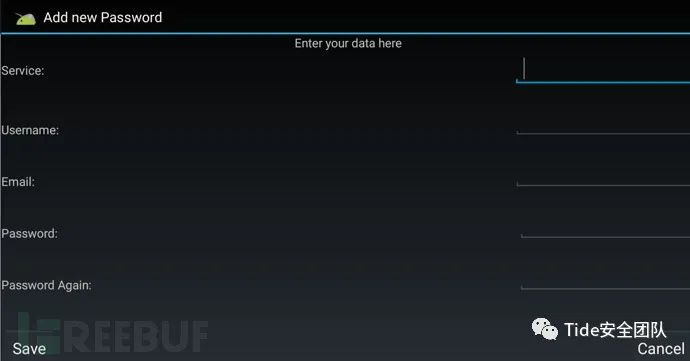 Add new Password
Enter your data here
Service:
Username:
Email:
Password:
Password Again:
REEBUF
Tide安全团队
Save
Cancel